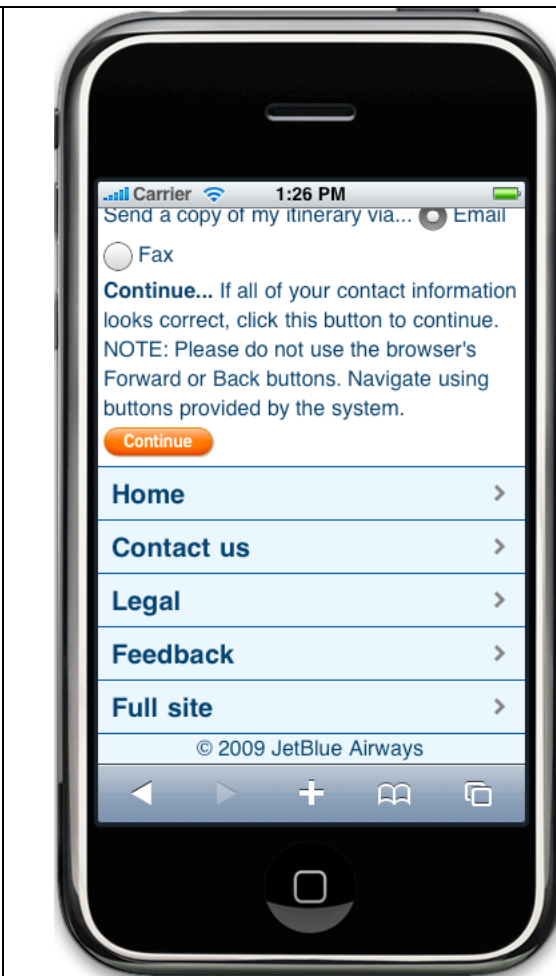 Carrier 1:26 PM
Send a copy of my itinerary via... Email
Fax
Continue... If all of your contact information
looks correct, click this button to continue.
NOTE: Please do not use the browser's
Forward or Back buttons. Navigate using
buttons provided by the system.
Continue
Home
Contact us
Legal
Feedback
Full site
© 2009 JetBlue Airways